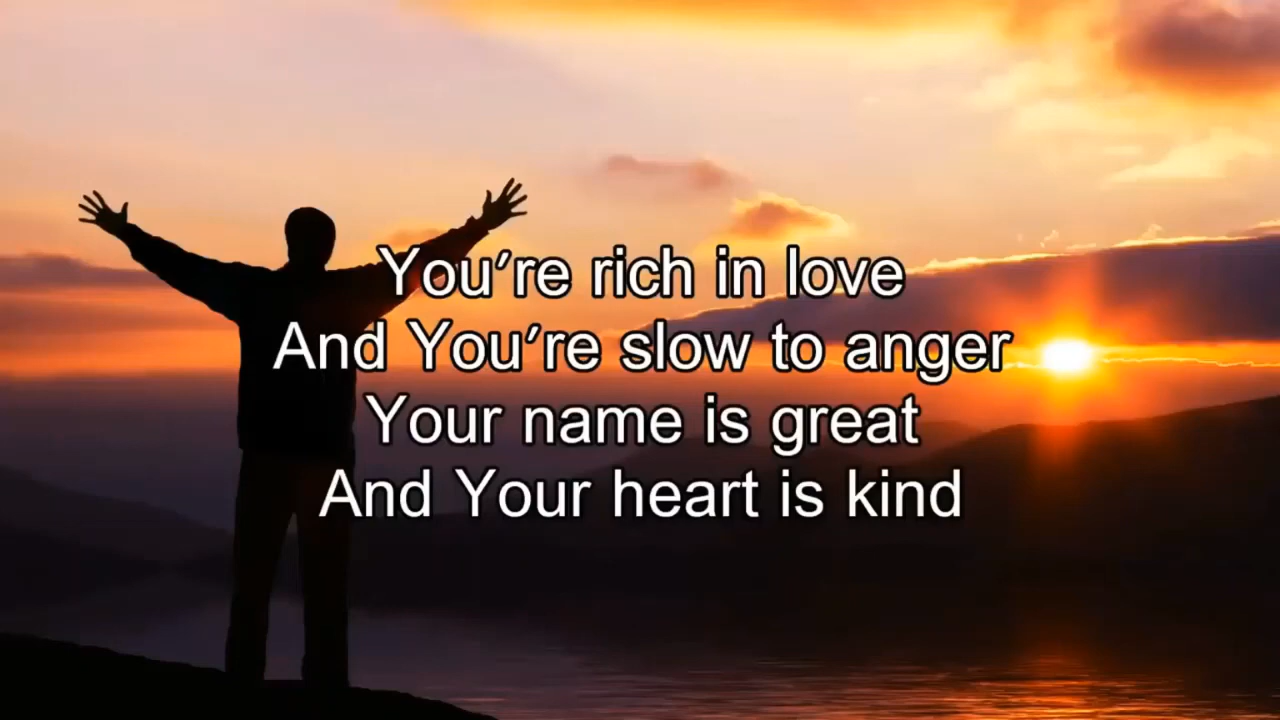 You're rich in love
And You're slow to anger
Your name is great
And Your heart is kind